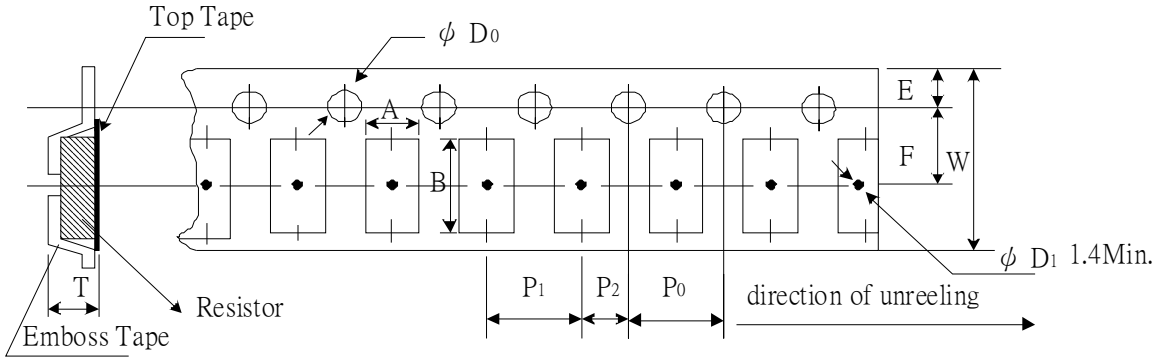 Top Tape
ϕ D0
E
A
F
W
B
ϕ D1 1.4Min.
T
P1
P2
P0
direction of unreeling
Resistor
Emboss Tape